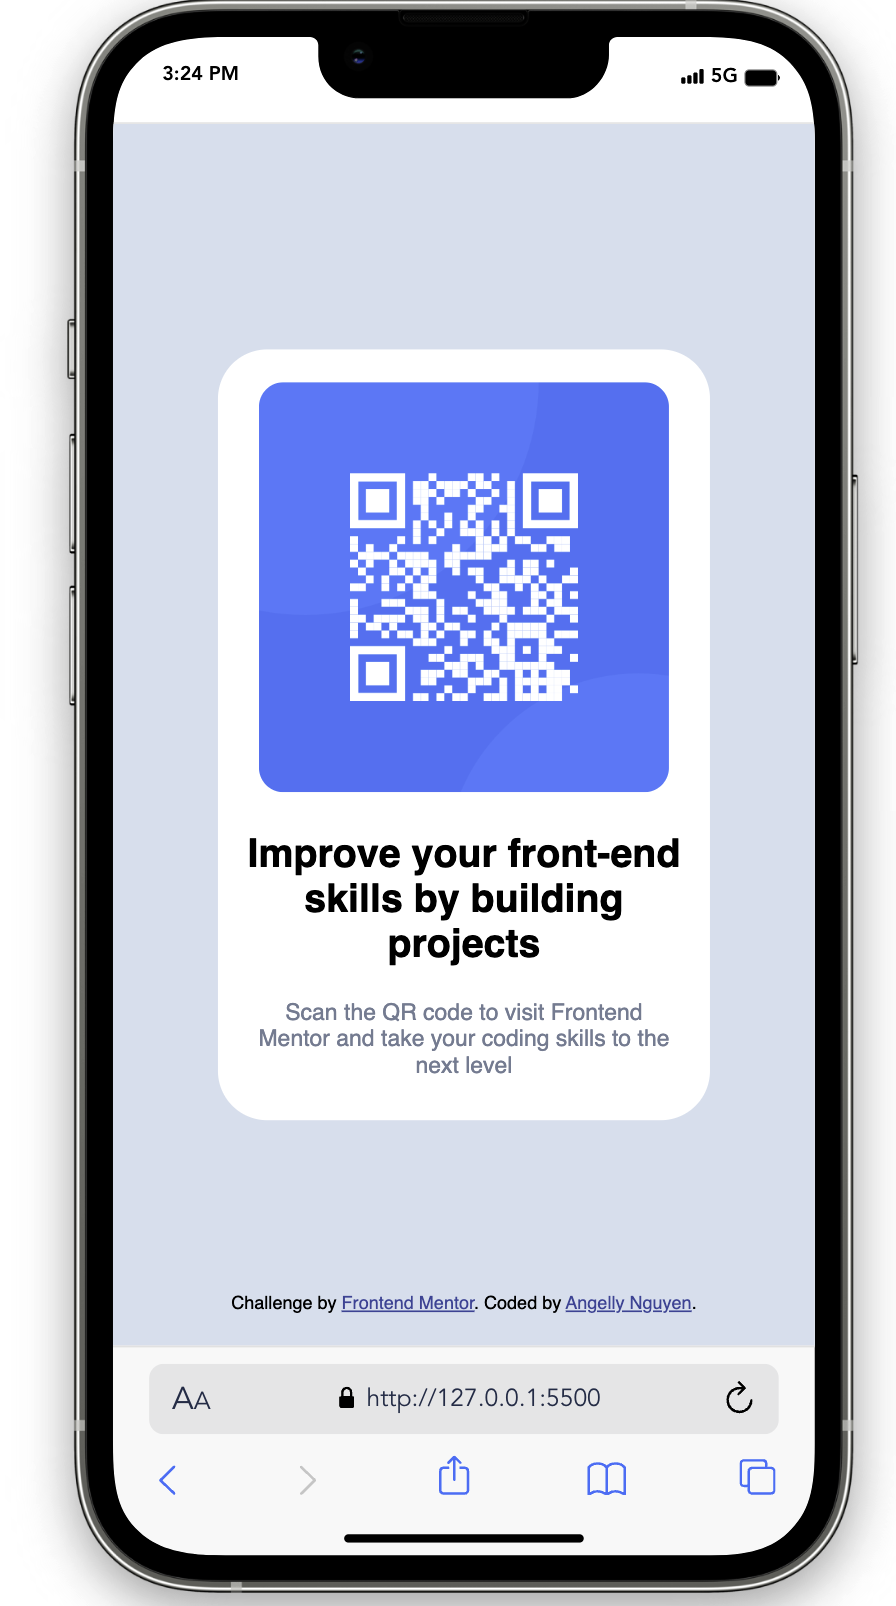 3:24 PM
5G
Improve your front-end
skills by building
projects
Scan the QR code to visit Frontend
Mentor and take your coding skills to the
next level
Challenge by Frontend Mentor. Coded by Angelly Nguyen.
AA
http://127.0.0.1:5500